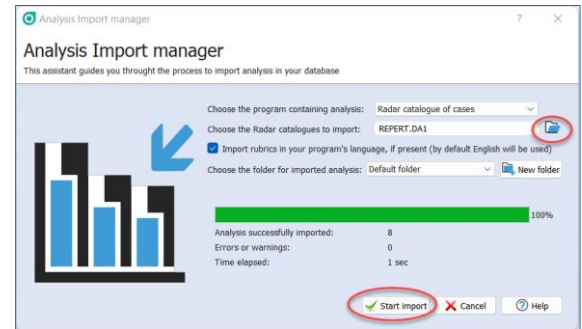 Analysis Import manager
Analysis Import manager
This assistant guides you throught the process to import analysis in your database
Choose the program containing analysis: Radar catalogue of cases
Choose the Radar catalogues to import: REPERT.DA1
Import rubrics in your program's language, if present (by default English will be used)
Choose the folder for imported analysis: Default folder New folder
100%
Analysis successfully imported: 8
Errors or warnings: 0
Time elapsed: 1 sec
Start import Cancel Help